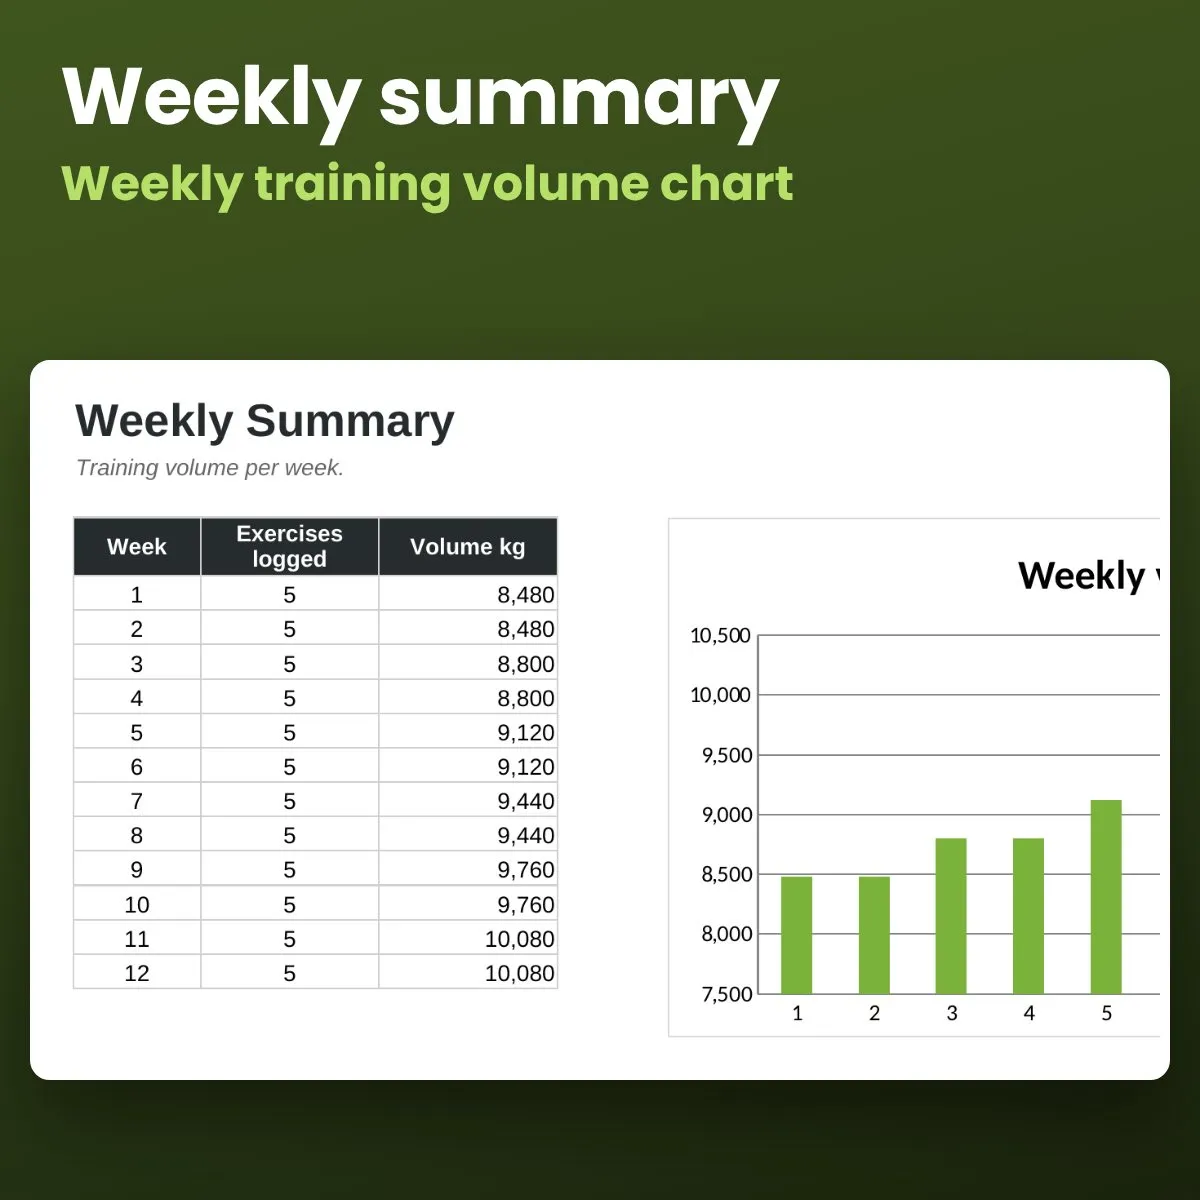 Weekly summary
Weekly training volume chart
Weekly Summary
Training volume per week.
Week Exercises logged Volume kg
1 5 8,480
2 5 8,480
3 5 8,800
4 5 8,800
5 5 9,120
6 5 9,120
7 5 9,440
8 5 9,440
9 5 9,760
10 5 9,760
11 5 10,080
12 5 10,080
Weekly
10,500
10,000
9,500
9,000
8,500
8,000
7,500
1 2 3 4 5